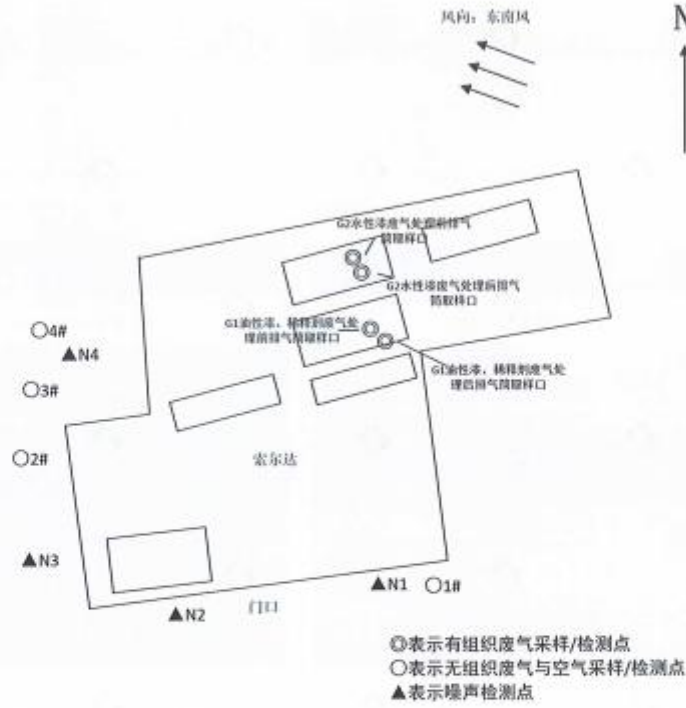 风向：东南风
N
G2水性漆废气处理前排气
筒取样口
G2水性漆废气处理后排气
筒取样口
G1油性漆、稀释剂废气处
理前排气筒取样口
G1油性漆、稀释剂废气处
理后排气筒取样口
○4#
▲N4
○3#
○2#
索尔达
▲N3
▲N1
○1#
▲N2
门口
◎表示有组织废气采样/检测点
○表示无组织废气与空气采样/检测点
▲表示噪声检测点